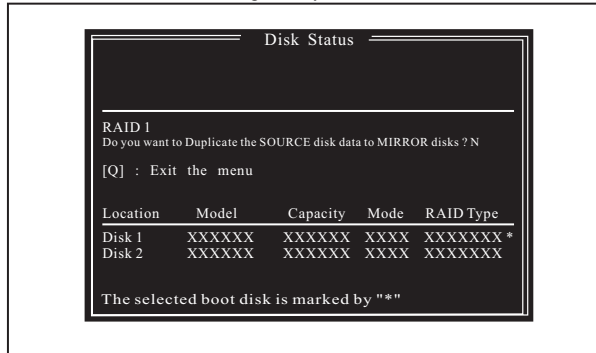 Disk Status
RAID 1
Do you want to Duplicate the SOURCE disk data to MIRROR disks ? N
[Q] : Exit the menu
Location Model Capacity Mode RAID Type
Disk 1 XXXXXX XXXXXX XXXX XXXXXXX *
Disk 2 XXXXXX XXXXXX XXXX XXXXXXX
The selected boot disk is marked by "*"